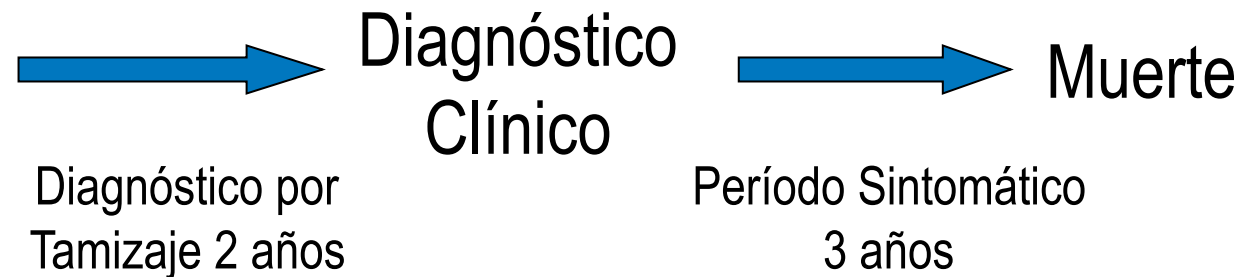 Diagnóstico
Clínico
Muerte
Diagnóstico por
Tamizaje 2 años
Período Sintomático
3 años